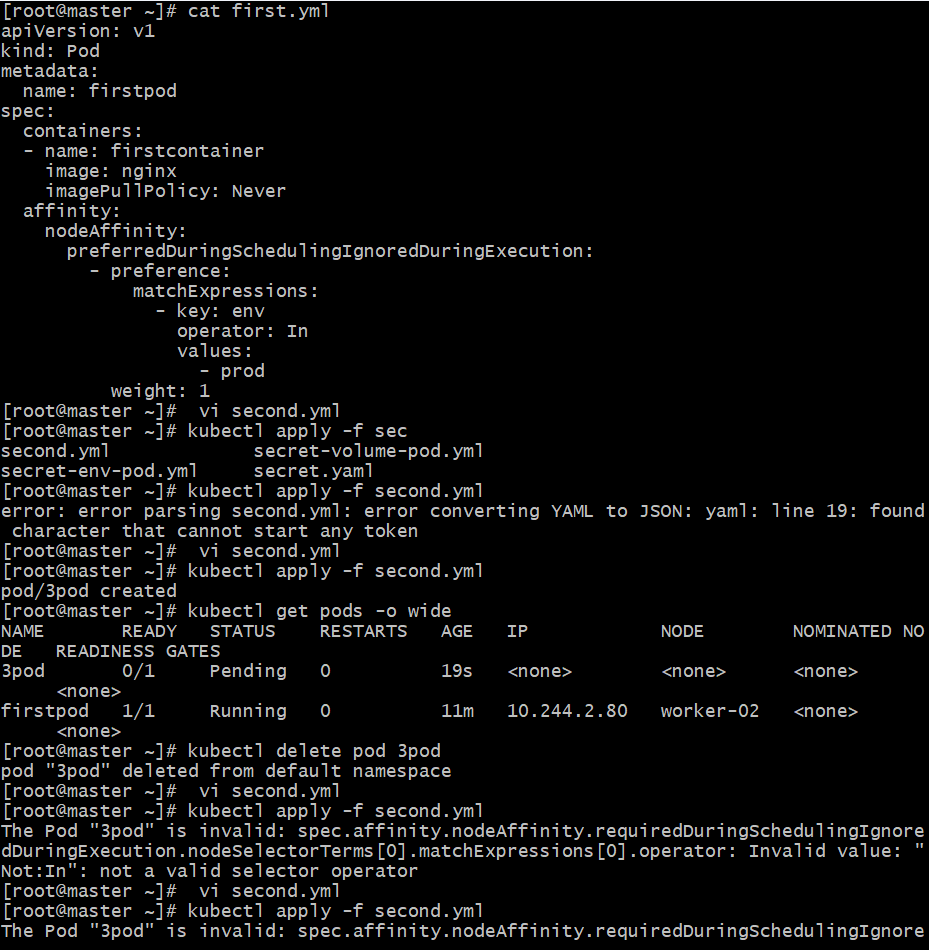 [root@master ~]# cat first.yml
apiVersion: v1
kind: Pod
metadata:
  name: firstpod
spec:
  containers:
  - name: firstcontainer
    image: nginx
    imagePullPolicy: Never
  affinity:
    nodeAffinity:
      preferredDuringSchedulingIgnoredDuringExecution:
        - preference:
            matchExpressions:
              - key: env
                operator: In
                values:
                  - prod
          weight: 1
[root@master ~]#  vi second.yml
[root@master ~]# kubectl apply -f sec
second.yml             secret-volume-pod.yml
secret-env-pod.yml     secret.yaml
[root@master ~]# kubectl apply -f second.yml
error: error parsing second.yml: error converting YAML to JSON: yaml: line 19: found
 character that cannot start any token
[root@master ~]#  vi second.yml
[root@master ~]# kubectl apply -f second.yml
pod/3pod created
[root@master ~]# kubectl get pods -o wide
NAME       READY   STATUS    RESTARTS   AGE   IP            NODE        NOMINATED NO
DE   READINESS GATES
3pod       0/1     Pending   0          19s   <none>        <none>      <none>
     <none>
firstpod   1/1     Running   0          11m   10.244.2.80   worker-02   <none>
     <none>
[root@master ~]# kubectl delete pod 3pod
pod "3pod" deleted from default namespace
[root@master ~]#  vi second.yml
[root@master ~]# kubectl apply -f second.yml
The Pod "3pod" is invalid: spec.affinity.nodeAffinity.requiredDuringSchedulingIgnore
dDuringExecution.nodeSelectorTerms[0].matchExpressions[0].operator: Invalid value: "
Not:In": not a valid selector operator
[root@master ~]#  vi second.yml
[root@master ~]# kubectl apply -f second.yml
The Pod "3pod" is invalid: spec.affinity.nodeAffinity.requiredDuringSchedulingIgnore